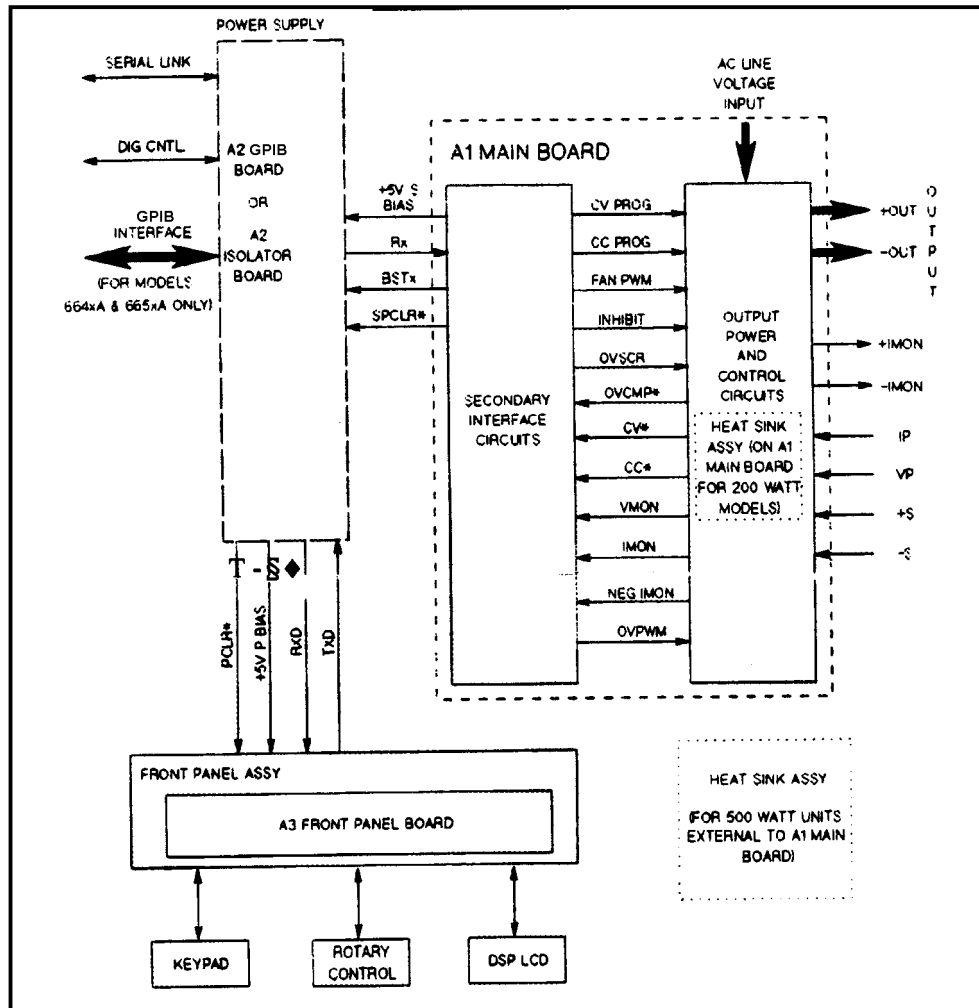 POWER SUPPLY
SERIAL LINK
DIG CNTL
GPIB
INTERFACE
(FOR MODELS
664xA & 665xA ONLY)
A2 GPIB
BOARD
OR
A2
ISOLATOR
BOARD
AC LINE
VOLTAGE
INPUT
A1 MAIN BOARD
+5V S
BIAS
Rx
BSTx
SPCLR*
SECONDARY
INTERFACE
CIRCUITS
CV PROG
CC PROG
FAN PWM
INHIBIT
OVSCR
OVCMP*
CV*
CC*
VMON
IMON
NEG IMON
OVPWM
OUTPUT
POWER
AND
CONTROL
CIRCUITS
HEAT SINK
ASSY (ON A1
MAIN BOARD
FOR 200 WATT
MODELS)
+OUT
-OUT
OUTPUT
+IMON
-IMON
IP
VP
+S
-S
PCLR*
+5V P BIAS
RXD
TXD
FRONT PANEL ASSY
A3 FRONT PANEL BOARD
KEYPAD
ROTARY
CONTROL
DSP LCD
HEAT SINK ASSY
(FOR 500 WATT UNITS
EXTERNAL TO A1 MAIN
BOARD)